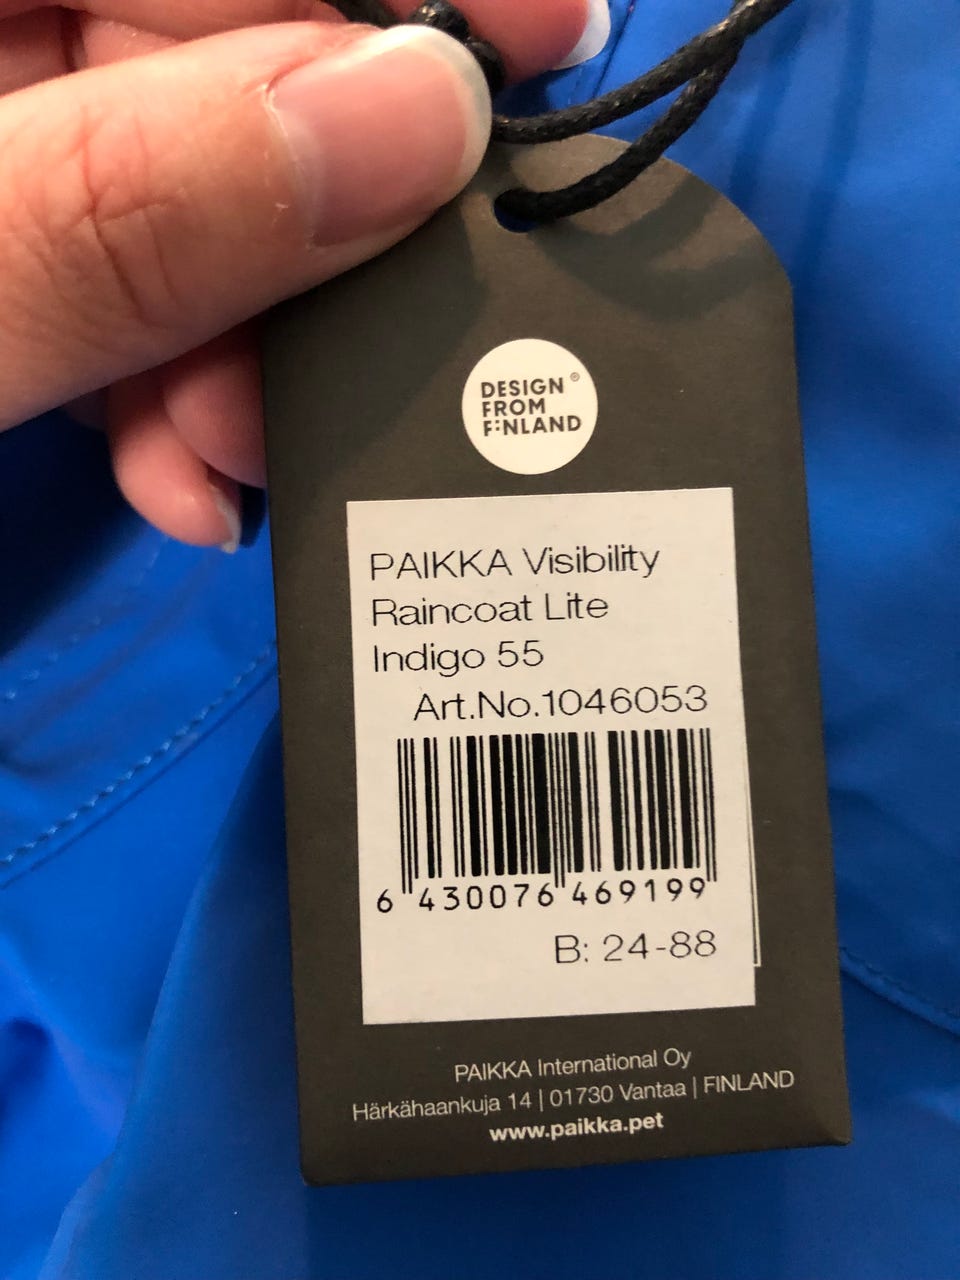 DESIGN ®
FROM
FINLAND
PAIKKA Visibility
Raincoat Lite
Indigo 55
Art.No.1046053
6 430076 469199
B: 24-88
PAIKKA International Oy
Härkähaankuja 14 | 01730 Vantaa | FINLAND
www.paikka.pet